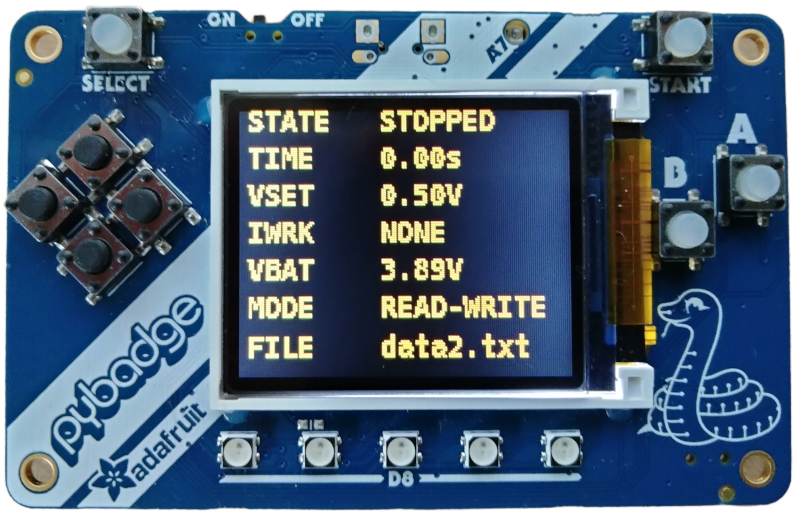 ON OFF
A7
SELECT
START
A
B
STATE STOPPED
TIME 0.00s
VSET 0.50V
IWRK NONE
VBAT 3.89V
MODE READ-WRITE
FILE data2.txt
pybadge
adafruit
D8